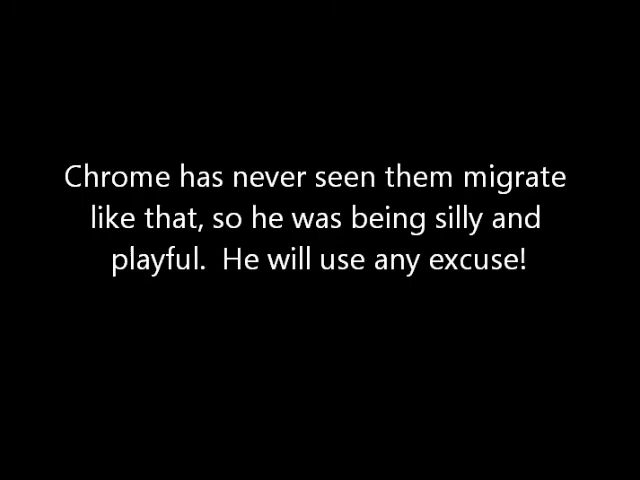 Chrome has never seen them migrate
like that, so he was being silly and
playful.  He will use any excuse!